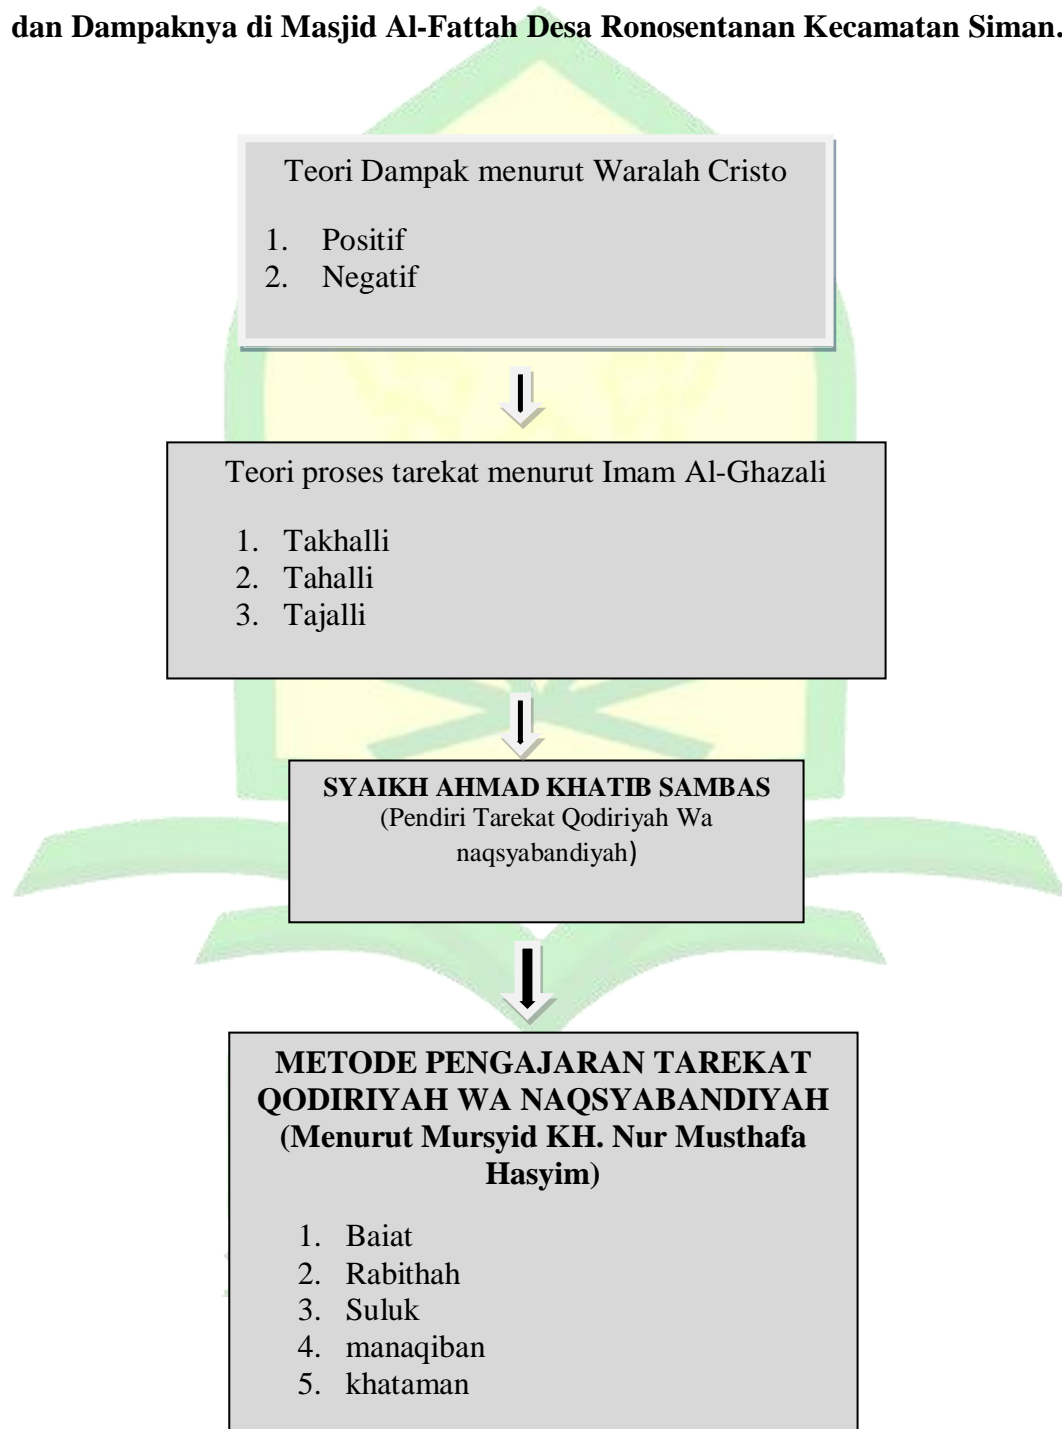 dan Dampaknya di Masjid Al-Fattah Desa Ronosentanan Kecamatan Siman.
Teori Dampak menurut Waralah Cristo
1. Positif
2. Negatif
Teori proses tarekat menurut Imam Al-Ghazali
1. Takhalli
2. Tahalli
3. Tajalli
SYAIKH AHMAD KHATIB SAMBAS
(Pendiri Tarekat Qodiriyah Wa
naqsyabandiyah)
METODE PENGAJARAN TAREKAT
QODIRIYAH WA NAQSYABANDIYAH
(Menurut Mursyid KH. Nur Musthafa
Hasyim)
1. Baiat
2. Rabithah
3. Suluk
4. manaqiban
5. khataman